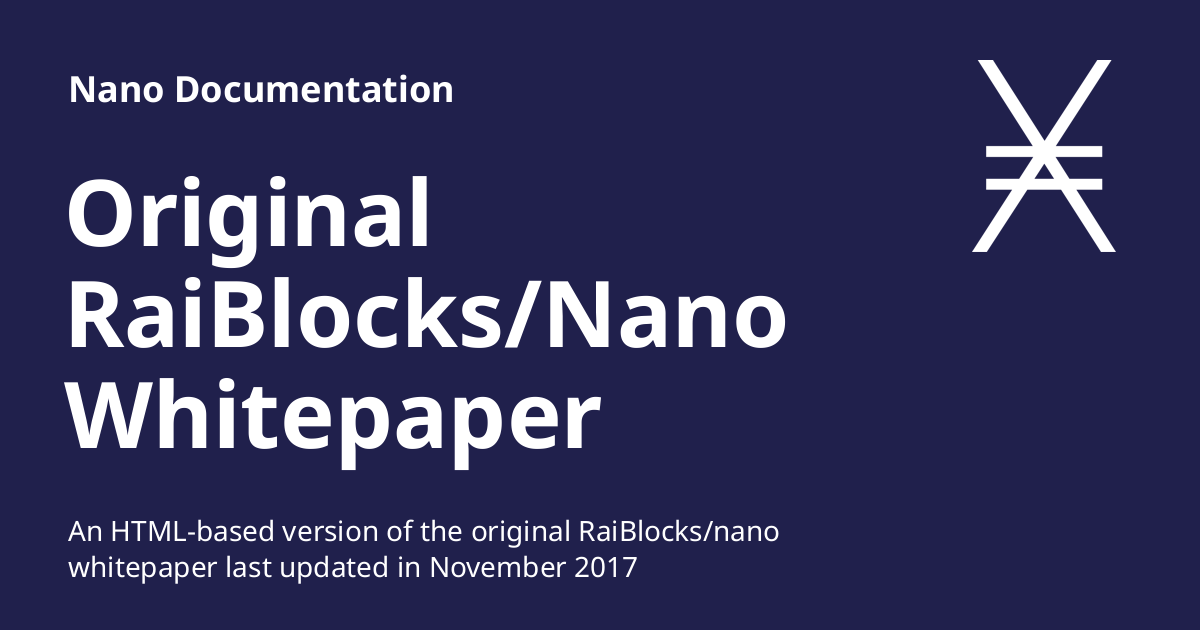 Nano Documentation
Original
RaiBlocks/Nano
Whitepaper
An HTML-based version of the original RaiBlocks/nano
whitepaper last updated in November 2017